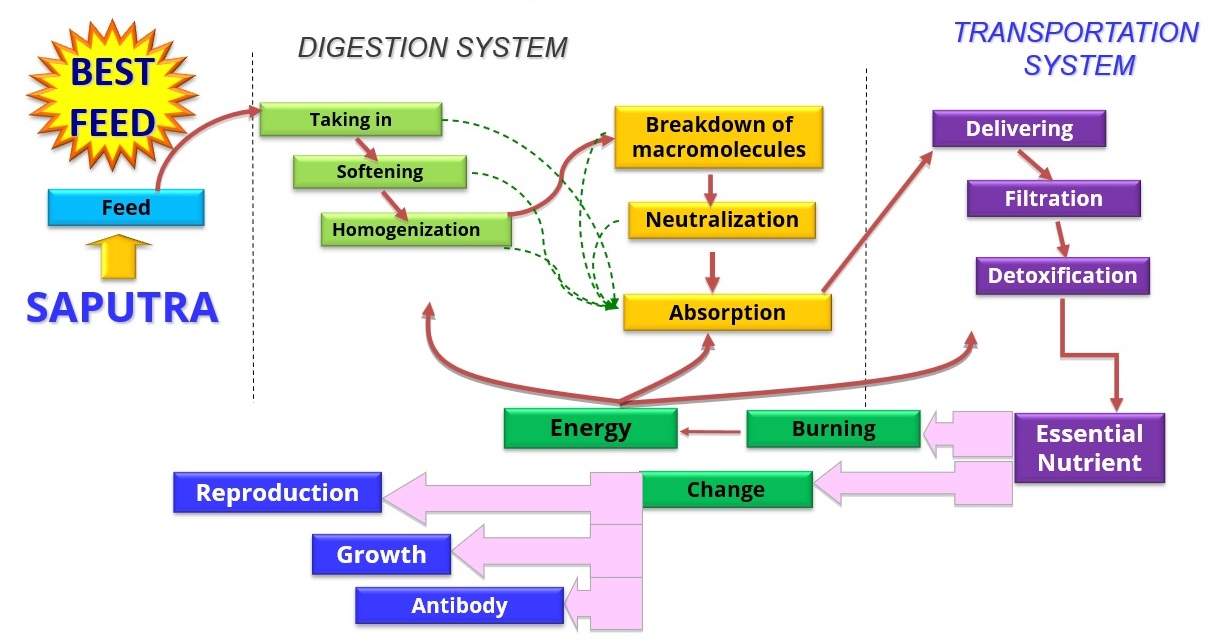 BEST
FEED
Feed
SAPUTRA
DIGESTION SYSTEM
Taking in
Softening
Homogenization
Breakdown of
macromolecules
Neutralization
Absorption
TRANSPORTATION
SYSTEM
Delivering
Filtration
Detoxification
Essential
Nutrient
Burning
Energy
Change
Reproduction
Growth
Antibody